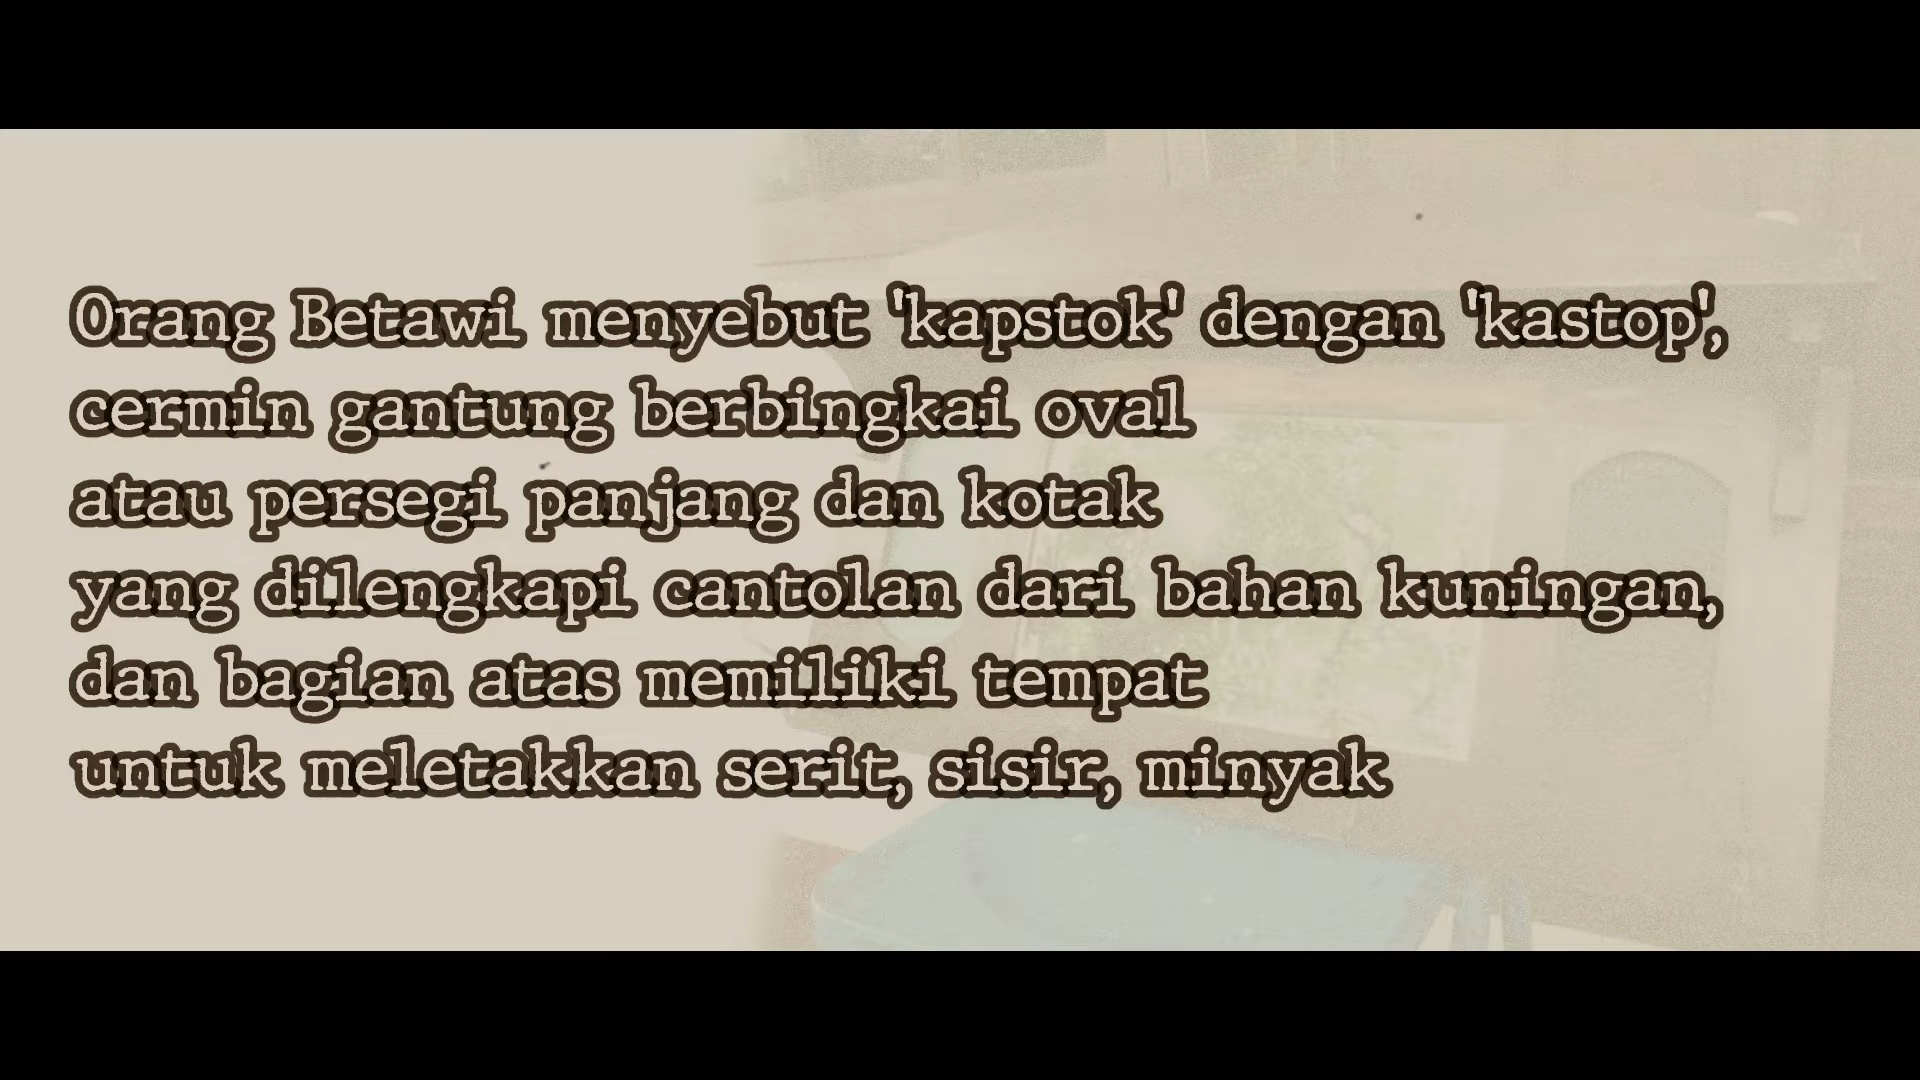 Orang Betawi menyebut 'kapstok' dengan 'kastop',
cermin gantung berbingkai oval
atau persegi panjang dan kotak
yang dilengkapi cantolan dari bahan kuningan,
dan bagian atas memiliki tempat
untuk meletakkan serit, sisir, minyak